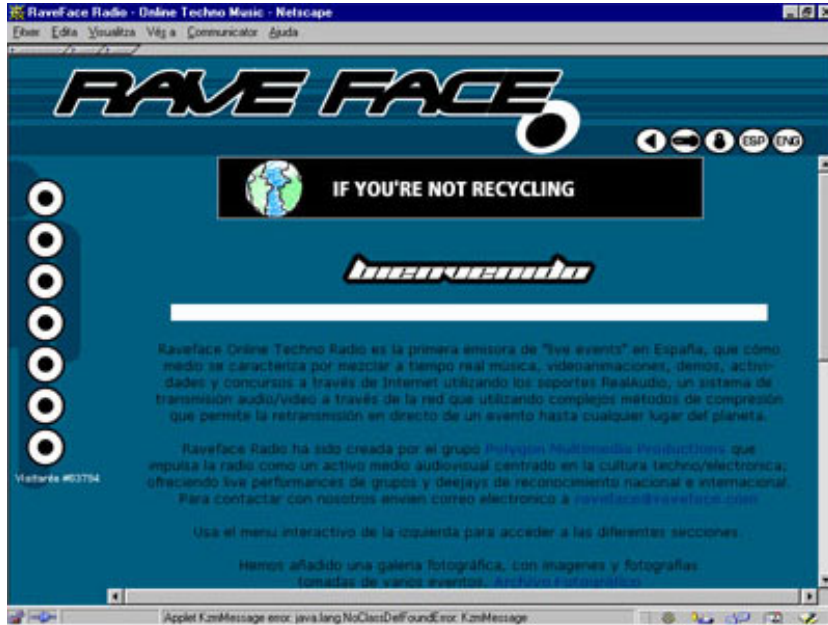 RaveFace Radio - Online Techno Music - Netscape
Fitxer Edita Visualitza Vés a Communicator Ajuda
RAVE FACE
ESP ENG
IF YOU'RE NOT RECYCLING
bienvenido
Raveface Online Techno Radio es la primera emisora de "live events" en España, que cómo
medio se caracteriza por mezclar a tiempo real música, videoanimaciones, demos, activi-
dades y concursos a través de Internet utilizando los soportes RealAudio, un sistema de
transmisión audio/video a través de la red que utilizando complejos métodos de compresión
que permite la retransmisión en directo de un evento hasta cualquier lugar del planeta.
Raveface Radio ha sido creada por el grupo Polygon Multimedia Productions que
impulsa la radio como un activo medio audiovisual centrado en la cultura techno/electronica,
ofreciendo live performances de grupos y deejays de reconocimiento nacional e internacional.
Para contactar con nosotros envien correo electronico a raveface@raveface.com
Visitante #63794
Usa el menu interactivo de la izquierda para acceder a las diferentes secciones.
Hemos añadido una galeria fotográfica, con imagenes y fotografias
tomadas de varios eventos. Archivo Fotográfico
Applet KzmMessage error: java.lang.NoClassDefFoundError: KzmMessage